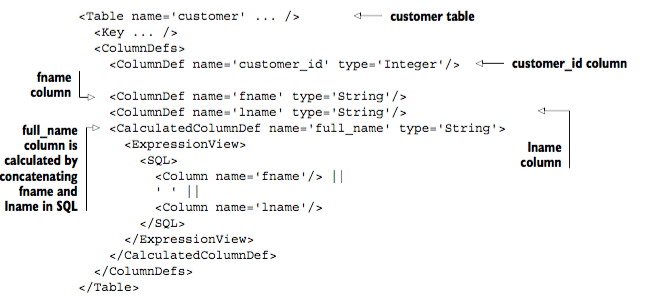 <Table name='customer' ... />
customer table
<Key ... />
<ColumnDefs>
<ColumnDef name='customer_id' type='Integer'/>
customer_id column
fname
column
<ColumnDef name='fname' type='String'/>
<ColumnDef name='lname' type='String'/>
lname
column
full_name
column is
calculated by
concatenating
fname and
lname in SQL
<CalculatedColumnDef name='full_name' type='String'>
<ExpressionView>
<SQL>
<Column name='fname'/> ||
' ' ||
<Column name='lname'/>
</SQL>
</ExpressionView>
</CalculatedColumnDef>
</ColumnDefs>
</Table>